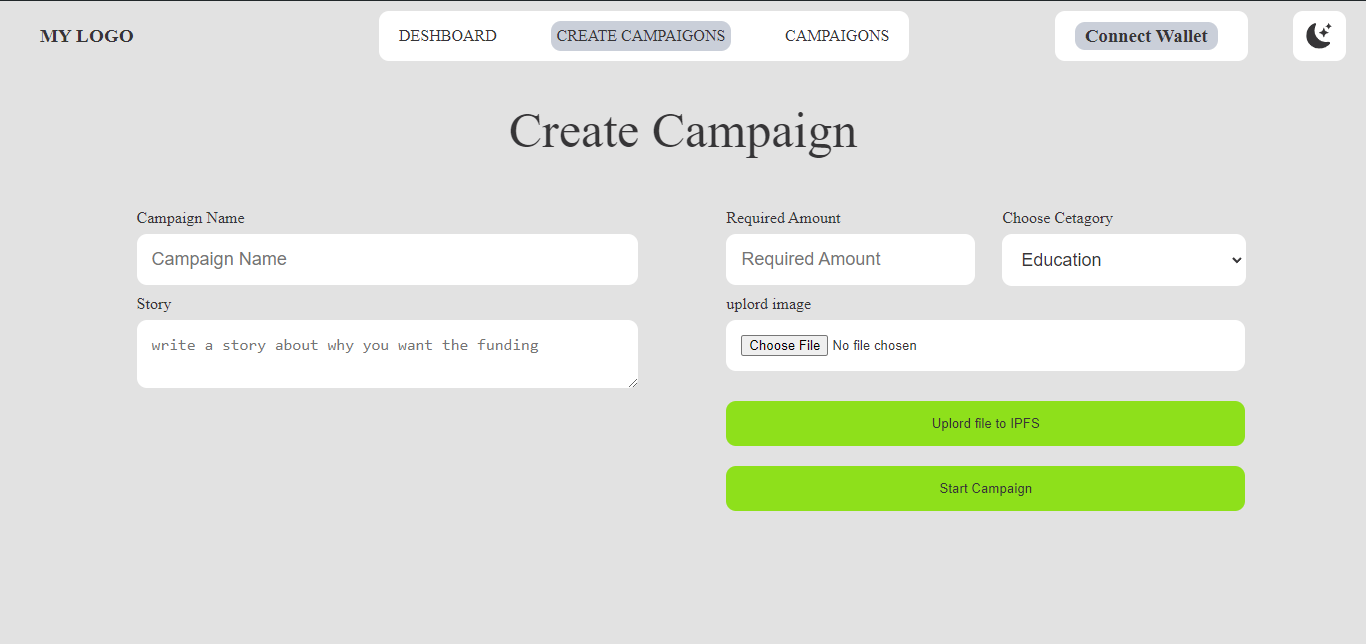 MY LOGO
DESHBOARD
CREATE CAMPAIGONS
CAMPAIGONS
Connect Wallet
Create Campaign
Campaign Name
Campaign Name
Story
write a story about why you want the funding
Required Amount
Required Amount
Choose Cetagory
Education
uplord image
Choose File No file chosen
Uplord file to IPFS
Start Campaign